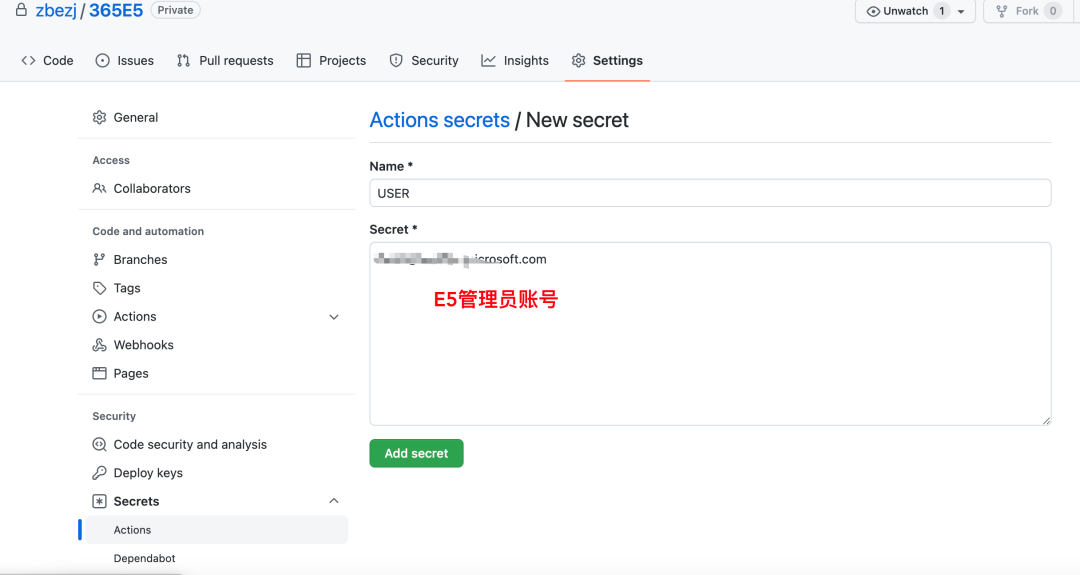 zbezj / 365E5 Private
Unwatch 1
Fork 0
Code
Issues
Pull requests
Projects
Security
Insights
Settings
General
Access
Collaborators
Code and automation
Branches
Tags
Actions
Webhooks
Pages
Security
Code security and analysis
Deploy keys
Secrets
Actions
Dependabot
Actions secrets / New secret
Name *
USER
Secret *
icrosoft.com
E5管理员账号
Add secret